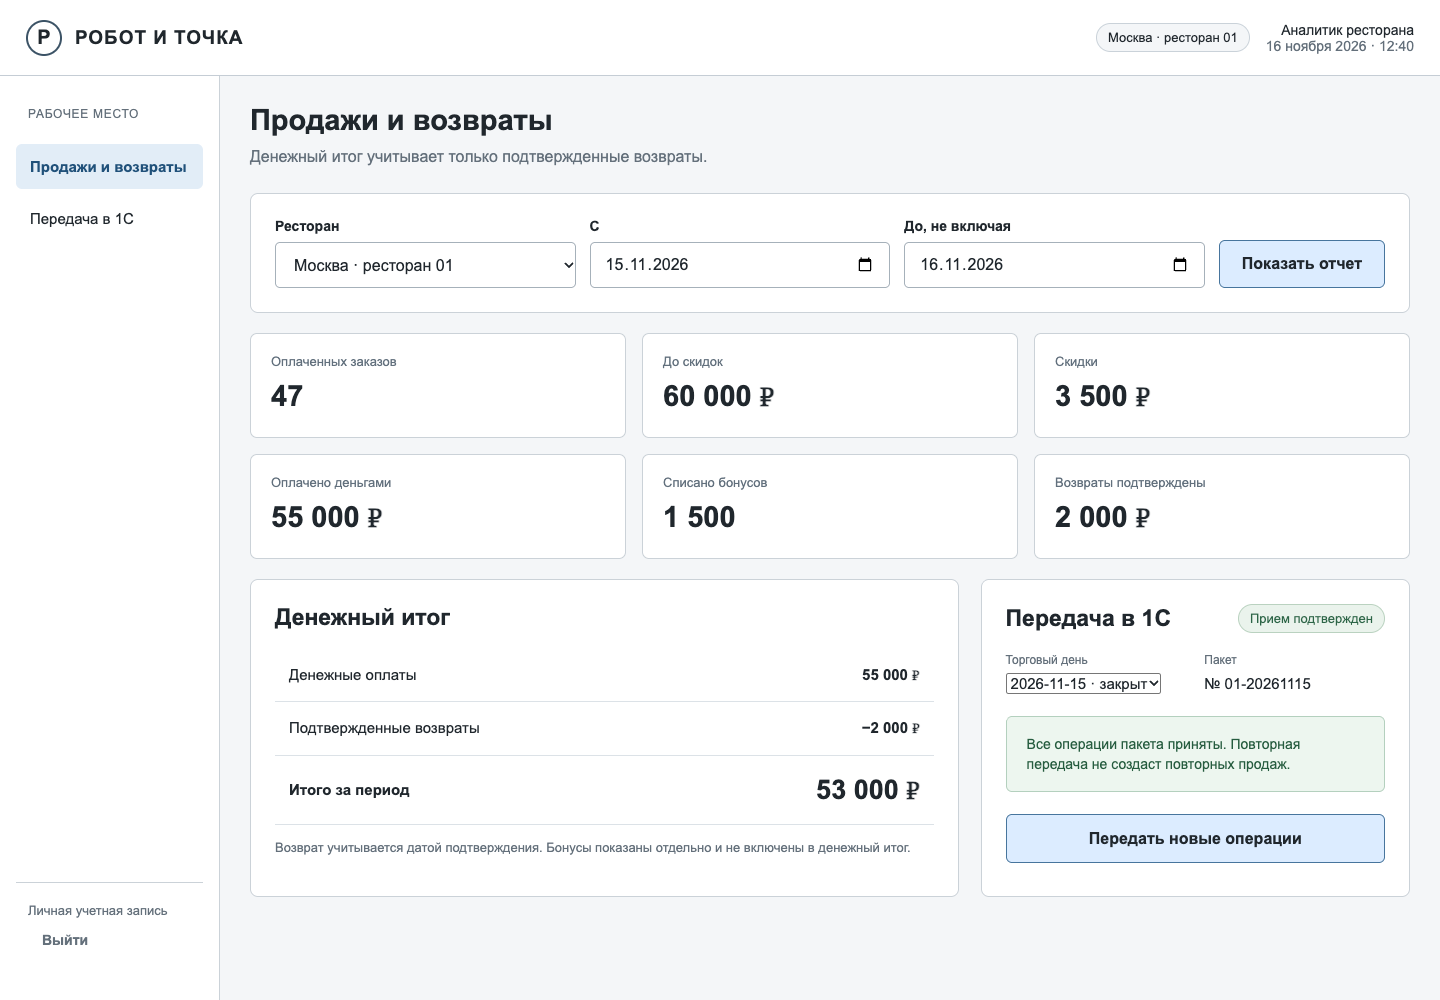 Р РОБОТ И ТОЧКА
Москва · ресторан 01
Аналитик ресторана
16 ноября 2026 · 12:40
РАБОЧЕЕ МЕСТО
Продажи и возвраты
Передача в 1С
Личная учетная запись
Выйти
Продажи и возвраты
Денежный итог учитывает только подтвержденные возвраты.
Ресторан
Москва · ресторан 01
С
15.11.2026
До, не включая
16.11.2026
Показать отчет
Оплаченных заказов
47
До скидок
60 000 ₽
Скидки
3 500 ₽
Оплачено деньгами
55 000 ₽
Списано бонусов
1 500
Возвраты подтверждены
2 000 ₽
Денежный итог
Денежные оплаты 55 000 ₽
Подтвержденные возвраты −2 000 ₽
Итого за период 53 000 ₽
Возврат учитывается датой подтверждения. Бонусы показаны отдельно и не включены в денежный итог.
Передача в 1С
Прием подтвержден
Торговый день
2026-11-15 · закрыт
Пакет
№ 01-20261115
Все операции пакета приняты. Повторная
передача не создаст повторных продаж.
Передать новые операции